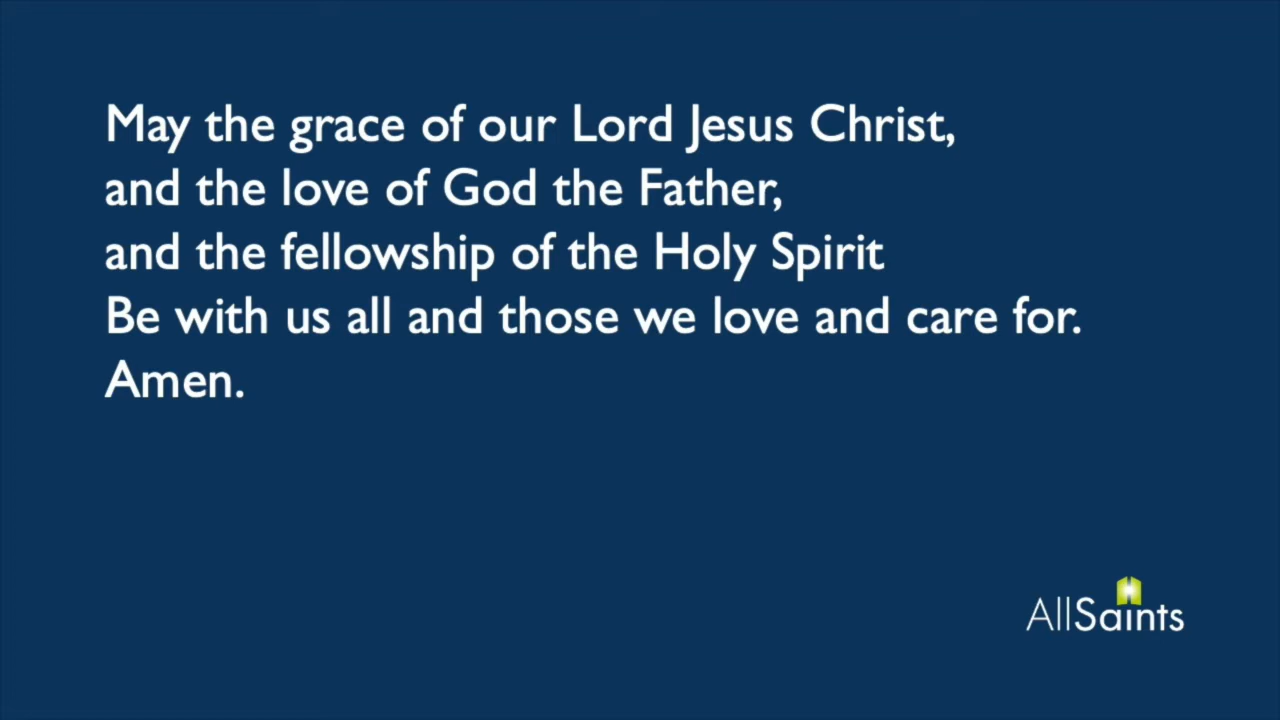 May the grace of our Lord Jesus Christ,
and the love of God the Father,
and the fellowship of the Holy Spirit
Be with us all and those we love and care for.
Amen.
AllSaints